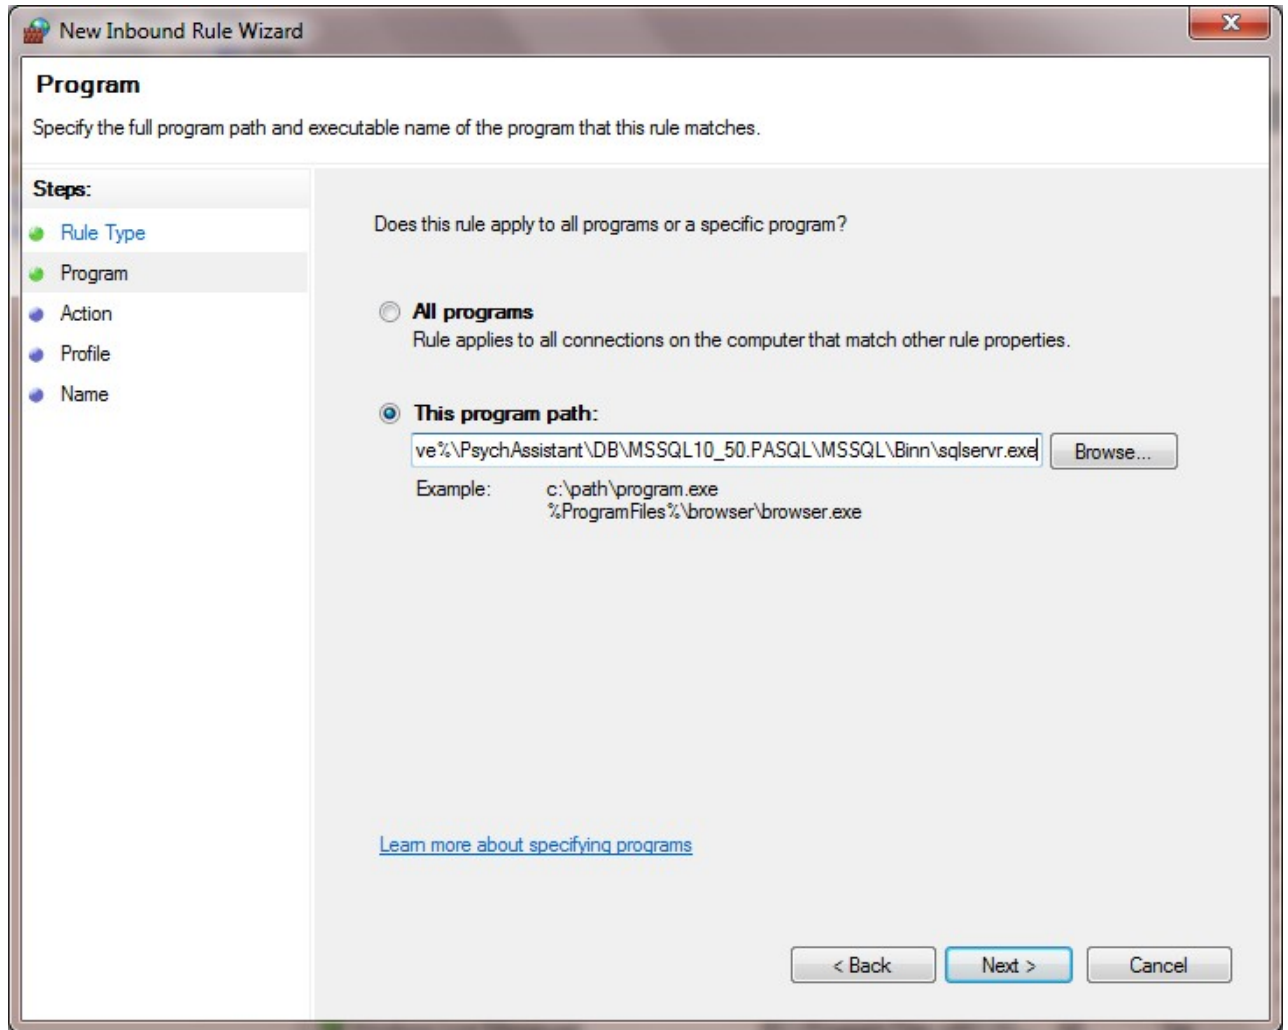 New Inbound Rule Wizard
Program
Specify the full program path and executable name of the program that this rule matches.
Steps:
Rule Type
Program
Action
Profile
Name
Does this rule apply to all programs or a specific program?
All programs
Rule applies to all connections on the computer that match other rule properties.
This program path:
ve%\PsychAssistant\DB\MSSQL10_50.PASQL\MSSQL\Binn\sqlservr.exe
Browse...
Example: c:\path\program.exe
%ProgramFiles%\browser\browser.exe
Learn more about specifying programs
< Back Next > Cancel